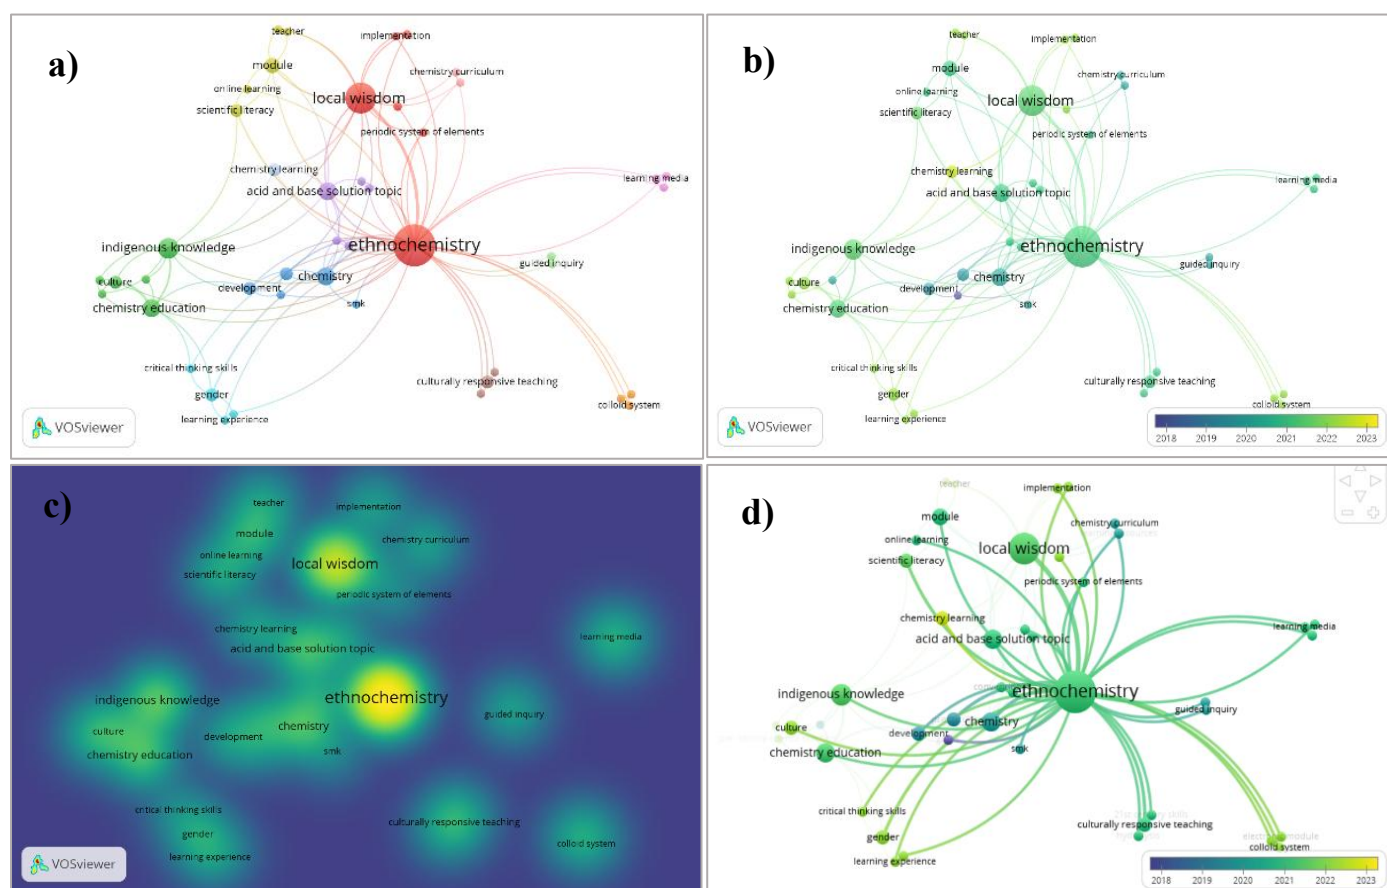 a)
teacher
implementation
module
chemistry curriculum
online learning
local wisdom
scientific literacy
periodic system of elements
chemistry learning
learning media
acid and base solution topic
indigenous knowledge
ethnochemistry
guided inquiry
culture
development
chemistry
chemistry education
smk
critical thinking skills
culturally responsive teaching
gender
colloid system
learning experience
VOSviewer
b)
teacher
implementation
module
chemistry curriculum
online learning
local wisdom
scientific literacy
periodic system of elements
chemistry learning
learning media
acid and base solution topic
indigenous knowledge
ethnochemistry
guided inquiry
culture
development
chemistry
chemistry education
smk
critical thinking skills
culturally responsive teaching
gender
colloid system
learning experience
VOSviewer
2018 2019 2020 2021 2022 2023
c)
teacher
implementation
module
chemistry curriculum
online learning
local wisdom
scientific literacy
periodic system of elements
chemistry learning
learning media
acid and base solution topic
indigenous knowledge
ethnochemistry
guided inquiry
culture
development
chemistry
chemistry education
smk
critical thinking skills
culturally responsive teaching
gender
colloid system
learning experience
VOSviewer
d)
teacher
implementation
module
chemistry curriculum
online learning
local wisdom
scientific literacy
periodic system of elements
chemistry learning
learning media
acid and base solution topic
indigenous knowledge
ethnochemistry
guided inquiry
culture
development
chemistry
chemistry education
smk
critical thinking skills
culturally responsive teaching
gender
colloid system
learning experience
2018 2019 2020 2021 2022 2023